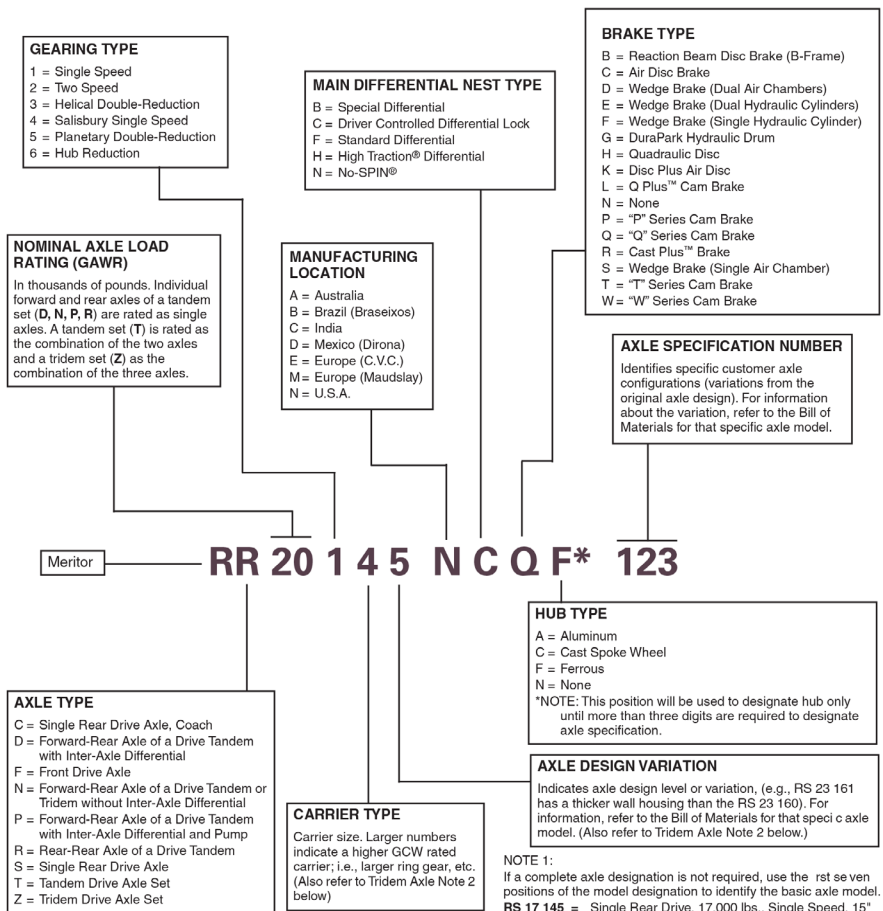 GEARING TYPE
1 = Single Speed
2 = Two Speed
3 = Helical Double-Reduction
4 = Salisbury Single Speed
5 = Planetary Double-Reduction
6 = Hub Reduction
MAIN DIFFERENTIAL NEST TYPE
B = Special Differential
C = Driver Controlled Differential Lock
F = Standard Differential
H = High Traction® Differential
N = No-SPIN®
BRAKE TYPE
B = Reaction Beam Disc Brake (B-Frame)
C = Air Disc Brake
D = Wedge Brake (Dual Air Chambers)
E = Wedge Brake (Dual Hydraulic Cylinders)
F = Wedge Brake (Single Hydraulic Cylinder)
G = DuraPark Hydraulic Drum
H = Quadraulic Disc
K = Disc Plus Air Disc
L = Q Plus™ Cam Brake
N = None
P = “P” Series Cam Brake
Q = “Q” Series Cam Brake
R = Cast Plus™ Brake
S = Wedge Brake (Single Air Chamber)
T = “T” Series Cam Brake
W = “W” Series Cam Brake
NOMINAL AXLE LOAD
RATING (GAWR)
In thousands of pounds. Individual
forward and rear axles of a tandem
set (D, N, P, R) are rated as single
axles. A tandem set (T) is rated as
the combination of the two axles
and a tridem set (Z) as the
combination of the three axles.
MANUFACTURING
LOCATION
A = Australia
B = Brazil (Braseixos)
C = India
D = Mexico (Dirona)
E = Europe (C.V.C.)
M = Europe (Maudslay)
N = U.S.A.
AXLE SPECIFICATION NUMBER
Identifies specific customer axle
configurations (variations from the
original axle design). For information
about the variation, refer to the Bill of
Materials for that specific axle model.
Meritor
RR 20 1 4 5 N C Q F* 123
HUB TYPE
A = Aluminum
C = Cast Spoke Wheel
F = Ferrous
N = None
*NOTE: This position will be used to designate hub only
until more than three digits are required to designate
axle specification.
AXLE TYPE
C = Single Rear Drive Axle, Coach
D = Forward-Rear Axle of a Drive Tandem
with Inter-Axle Differential
F = Front Drive Axle
N = Forward-Rear Axle of a Drive Tandem or
Tridem without Inter-Axle Differential
P = Forward-Rear Axle of a Drive Tandem
with Inter-Axle Differential and Pump
R = Rear-Rear Axle of a Drive Tandem
S = Single Rear Drive Axle
T = Tandem Drive Axle Set
Z = Tridem Drive Axle Set
CARRIER TYPE
Carrier size. Larger numbers
indicate a higher GCW rated
carrier; i.e., larger ring gear, etc.
(Also refer to Tridem Axle Note 2
below)
AXLE DESIGN VARIATION
Indicates axle design level or variation, (e.g., RS 23 161
has a thicker wall housing than the RS 23 160). For
information, refer to the Bill of Materials for that speci c axle
model. (Also refer to Tridem Axle Note 2 below.)
NOTE 1:
If a complete axle designation is not required, use the rst se ven
positions of the model designation to identify the basic axle model.
RS 17 145 = Single Rear Drive, 17,000 lbs., Single Speed, 15"